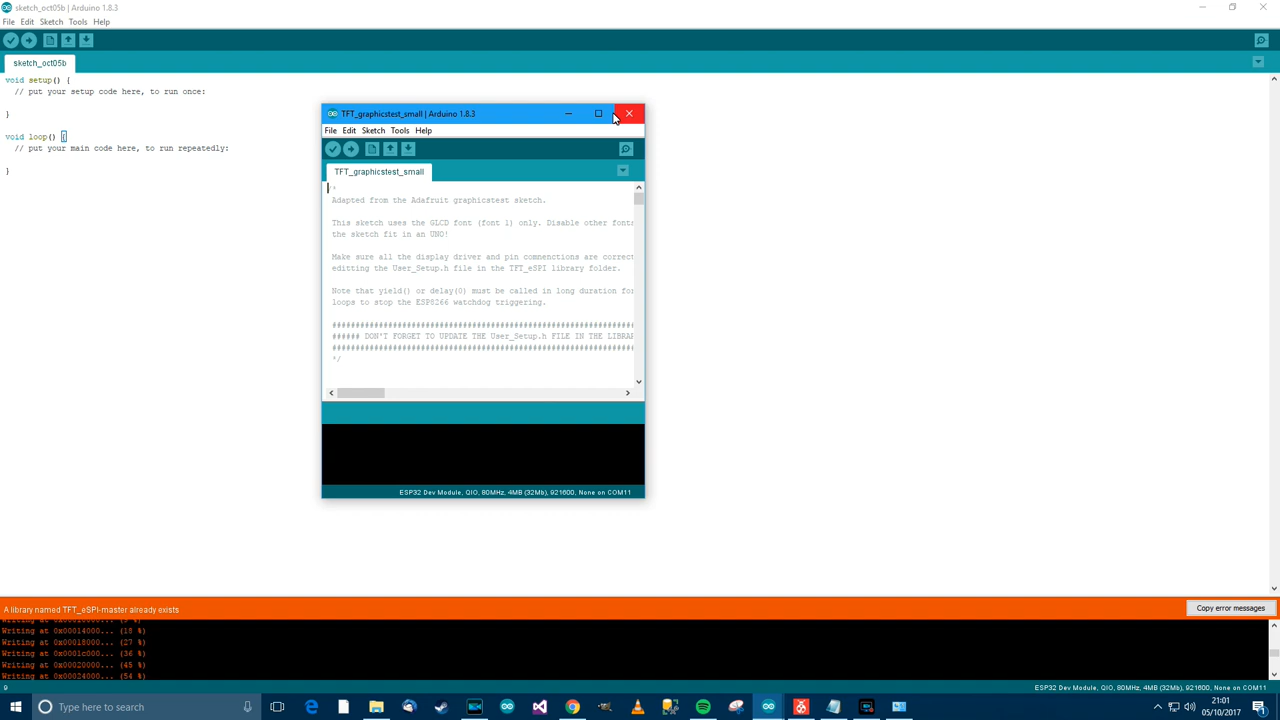 sketch_oct05b | Arduino 1.8.3
File Edit Sketch Tools Help
sketch_oct05b
void setup() {
// put your setup code here, to run once:
}
void loop() {
// put your main code here, to run repeatedly:
}
TFT_graphicstest_small | Arduino 1.8.3
File Edit Sketch Tools Help
TFT_graphicstest_small
Adapted from the Adafruit graphicstest sketch.
This sketch uses the GLCD font (font 1) only. Disable other font
the sketch fit in an UNO!
Make sure all the display driver and pin comnenctions are correc
editing the User_Setup.h file in the TFT_eSPI library folder.
Note that yield() or delay(0) must be called in long duration fo
loops to stop the ESP8266 watchdog triggering.
###### DON'T FORGET TO UPDATE THE User_Setup.h FILE IN THE LIBRA
*/
ESP32 Dev Module, QIO, 80MHz, 4MB (32Mb), 921600, None on COM11
A library named TFT_eSPI-master already exists
Copy error messages
Writing at 0x00014000... (18 %)
Writing at 0x00018000... (27 %)
Writing at 0x0001c000... (36 %)
Writing at 0x00020000... (45 %)
Writing at 0x00024000... (54 %)
9
ESP32 Dev Module, QIO, 80MHz, 4MB (32Mb), 921600, None on COM11
Type here to search
21:01
05/10/2017
1